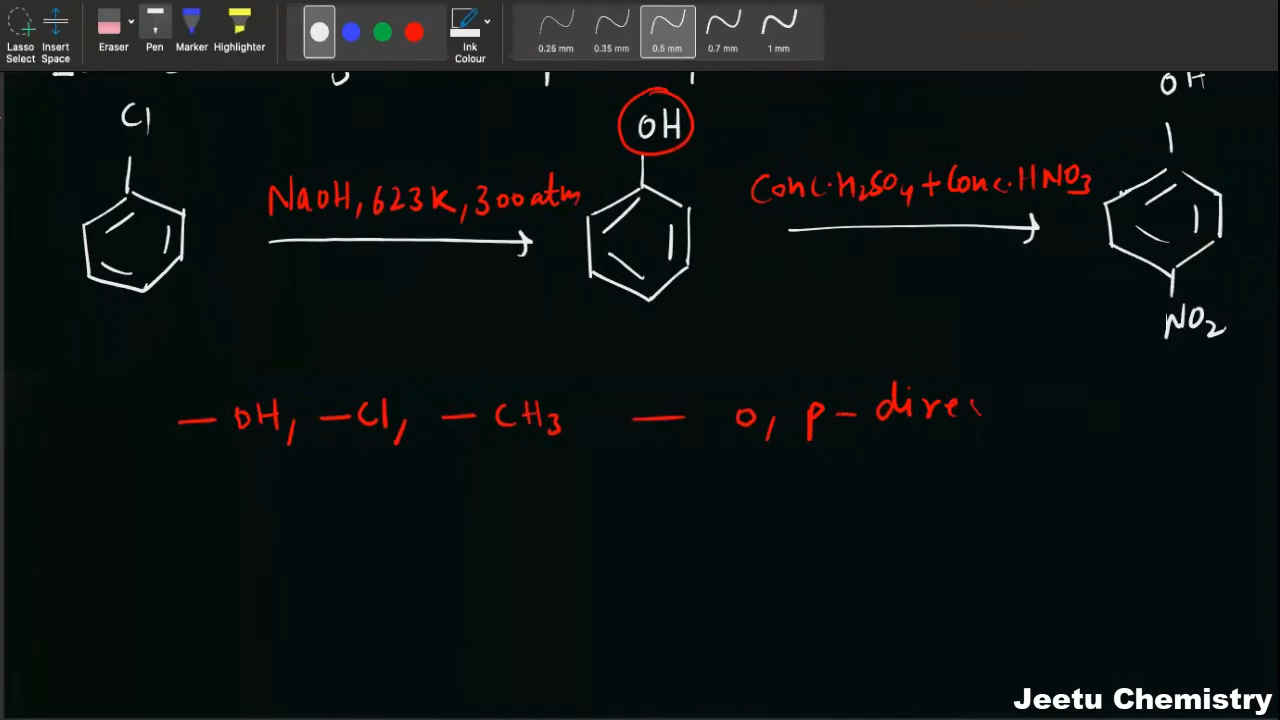 Lasso Select
Insert Space
Eraser
Pen
Marker
Highlighter
Ink Colour
0.26 mm
0.35 mm
0.5 mm
0.7 mm
1 mm
Cl
OH
OH
NaOH, 623K, 300 atm
Conc. H2SO4 + Conc. HNO3
NO2
— OH, — Cl, — CH3 — o, p – direc
Jeetu Chemistry